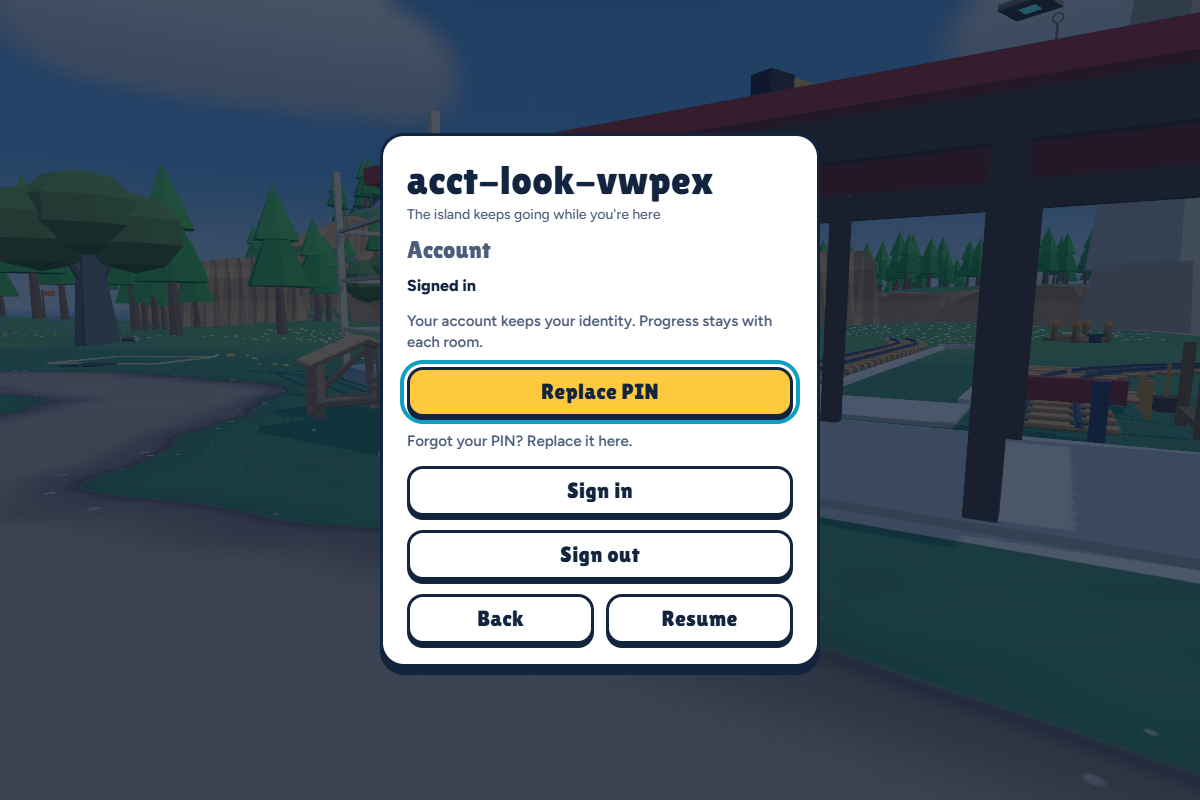 acct-look-vwpex
The island keeps going while you're here
Account
Signed in
Your account keeps your identity. Progress stays with
each room.
Replace PIN
Forgot your PIN? Replace it here.
Sign in
Sign out
Back
Resume